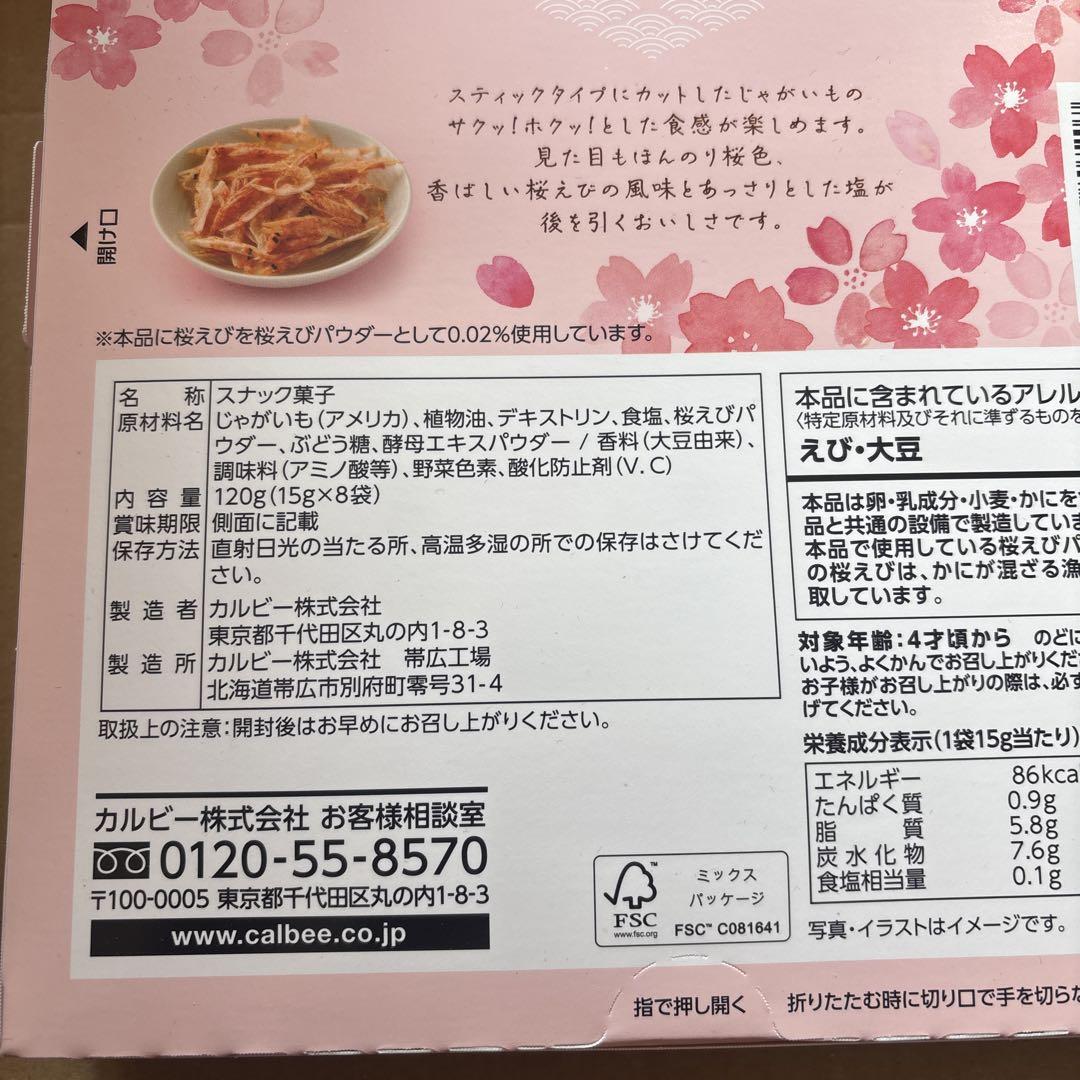 スティックタイプにカットしたじゃがいもの
サクッ！ホクッ！とした食感が楽しめます。
見た目もほんのり桜色、
香ばしい桜えびの風味とあっさりとした塩が
後を引くおいしさです。
開け口
※本品に桜えびを桜えびパウダーとして0.02%使用しています。
名称 スナック菓子
原材料名 じゃがいも（アメリカ）、植物油、デキストリン、食塩、桜えびパ
ウダー、ぶどう糖、酵母エキスパウダー / 香料（大豆由来）、
調味料（アミノ酸等）、野菜色素、酸化防止剤（V.C）
内容量 120g（15g×8袋）
賞味期限 側面に記載
保存方法 直射日光の当たる所、高温多湿の所での保存はさけてくだ
さい。
製造者 カルビー株式会社
東京都千代田区丸の内1-8-3
製造所 カルビー株式会社 帯広工場
北海道帯広市別府町零号31-4
取扱上の注意：開封後はお早めにお召し上がりください。
カルビー株式会社 お客様相談室
0120-55-8570
〒100-0005 東京都千代田区丸の内1-8-3
www.calbee.co.jp
FSC™
www.fsc.org
ミックス
パッケージ
FSC™ C081641
本品に含まれているアレル
〈特定原材料及びそれに準ずるものを
えび・大豆
本品は卵・乳成分・小麦・かにを
品と共通の設備で製造していま
本品で使用している桜えびパ
の桜えびは、かにが混ざる漁
取しています。
対象年齢：4才頃から のどに
いよう、よくかんでお召し上がりくだ
お子様がお召し上がりの際は、必ず
げてください。
栄養成分表示（1袋15g当たり）
エネルギー 86kca
たんぱく質 0.9g
脂質 5.8g
炭水化物 7.6g
食塩相当量 0.1g
写真・イラストはイメージです。
指で押し開く
折りたたむ時に切り口で手を切らな